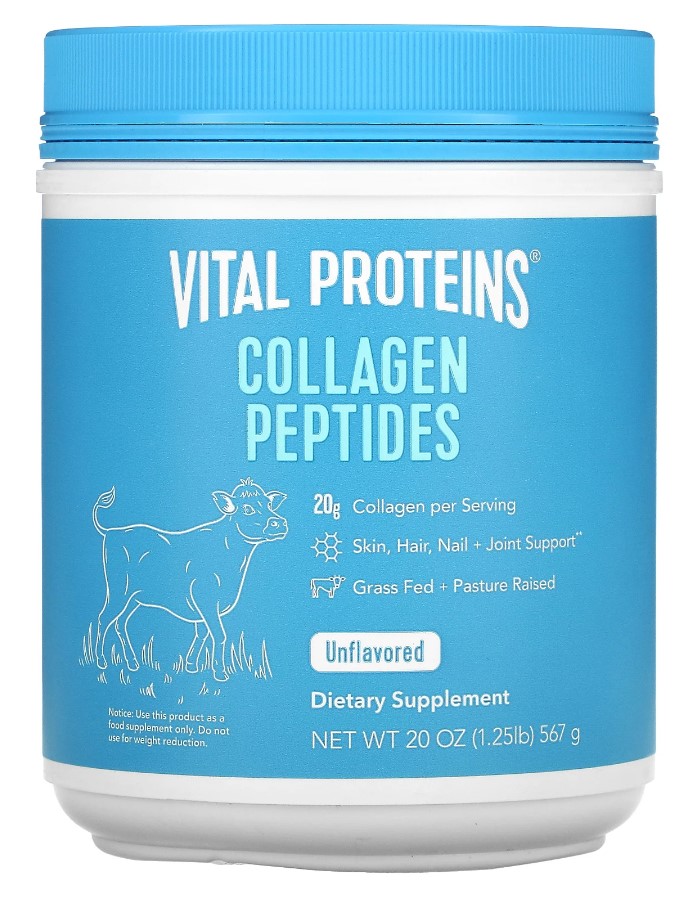 VITAL PROTEINS®
COLLAGEN
PEPTIDES
20g Collagen per Serving
Skin, Hair, Nail + Joint Support**
Grass Fed + Pasture Raised
Unflavored
Dietary Supplement
NET WT 20 OZ (1.25lb) 567 g
Notice: Use this product as a
food supplement only. Do not
use for weight reduction.